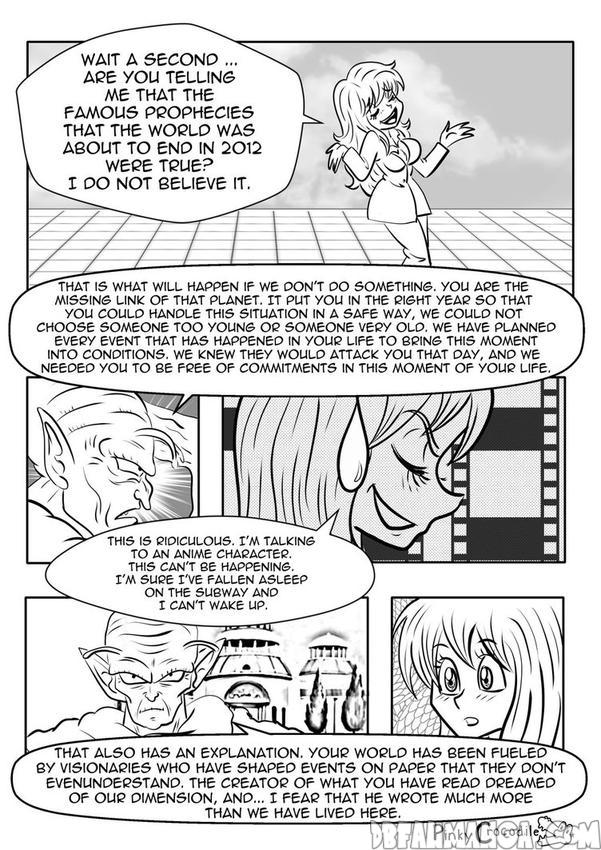 WAIT A SECOND ...
ARE YOU TELLING
ME THAT THE
FAMOUS PROPHECIES
THAT THE WORLD WAS
ABOUT TO END IN 2012
WERE TRUE?
I DO NOT BELIEVE IT.
THAT IS WHAT WILL HAPPEN IF WE DON'T DO SOMETHING. YOU ARE THE
MISSING LINK OF THAT PLANET. IT PUT YOU IN THE RIGHT YEAR SO THAT
YOU COULD HANDLE THIS SITUATION IN A SAFE WAY, WE COULD NOT
CHOOSE SOMEONE TOO YOUNG OR SOMEONE VERY OLD. WE HAVE PLANNED
EVERY EVENT THAT HAS HAPPENED IN YOUR LIFE TO BRING THIS MOMENT
INTO CONDITIONS. WE KNEW THEY WOULD ATTACK YOU THAT DAY, AND WE
NEEDED YOU TO BE FREE OF COMMITMENTS IN THIS MOMENT OF YOUR LIFE.
THIS IS RIDICULOUS. I'M TALKING
TO AN ANIME CHARACTER.
THIS CAN'T BE HAPPENING.
I'M SURE I'VE FALLEN ASLEEP
ON THE SUBWAY AND
I CAN'T WAKE UP.
THAT ALSO HAS AN EXPLANATION. YOUR WORLD HAS BEEN FUELED
BY VISIONARIES WHO HAVE SHAPED EVENTS ON PAPER THAT THEY DON'T
EVENUNDERSTAND. THE CREATOR OF WHAT YOU HAVE READ DREAMED
OF OUR DIMENSION, AND... I FEAR THAT HE WROTE MUCH MORE
THAN WE HAVE LIVED HERE.
Pinky Crocodile
DBFANMANGA.COM